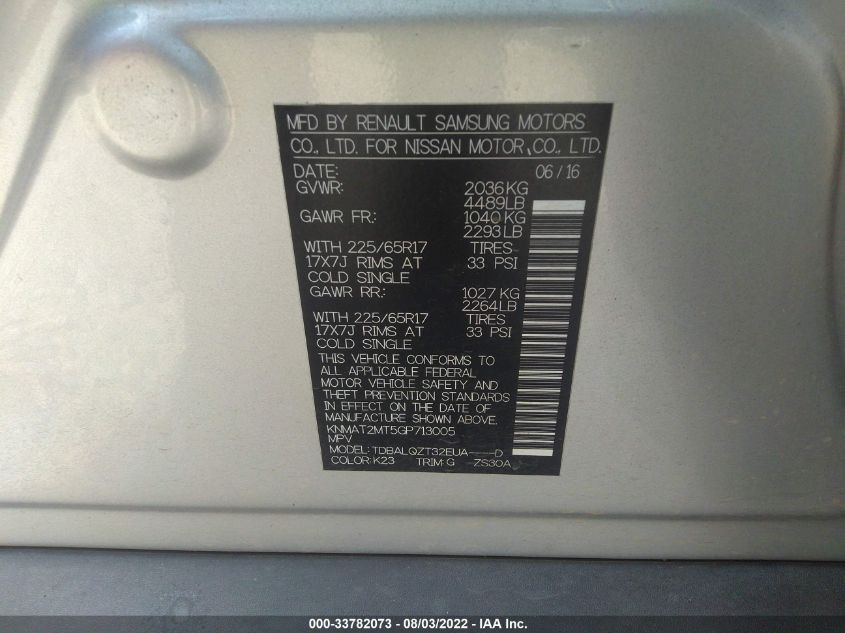 MFD BY RENAULT SAMSUNG MOTORS
CO., LTD. FOR NISSAN MOTOR, CO., LTD.
DATE: 06/16
GVWR: 2036KG
4489LB
GAWR FR: 1040KG
2293LB
WITH 225/65R17 TIRES
17X7J RIMS AT 33 PSI
COLD SINGLE
GAWR RR: 1027 KG
2264LB
WITH 225/65R17 TIRES
17X7J RIMS AT 33 PSI
COLD SINGLE
THIS VEHICLE CONFORMS TO
ALL APPLICABLE FEDERAL
MOTOR VEHICLE SAFETY AND
THEFT PREVENTION STANDARDS
IN EFFECT ON THE DATE OF
MANUFACTURE SHOWN ABOVE.
KNMAT2MT5GP713005
MPV
MODEL: TDBALQZT32EUA-----D
COLOR: K23 TRIM: G ZS30A
000-33782073 - 08/03/2022 - IAA Inc.